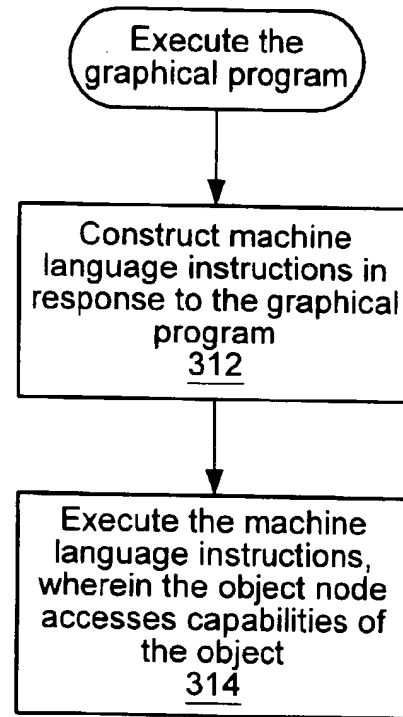 Execute the
graphical program
Construct machine
language instructions in
response to the graphical
program
312
Execute the machine
language instructions,
wherein the object node
accesses capabilities of
the object
314